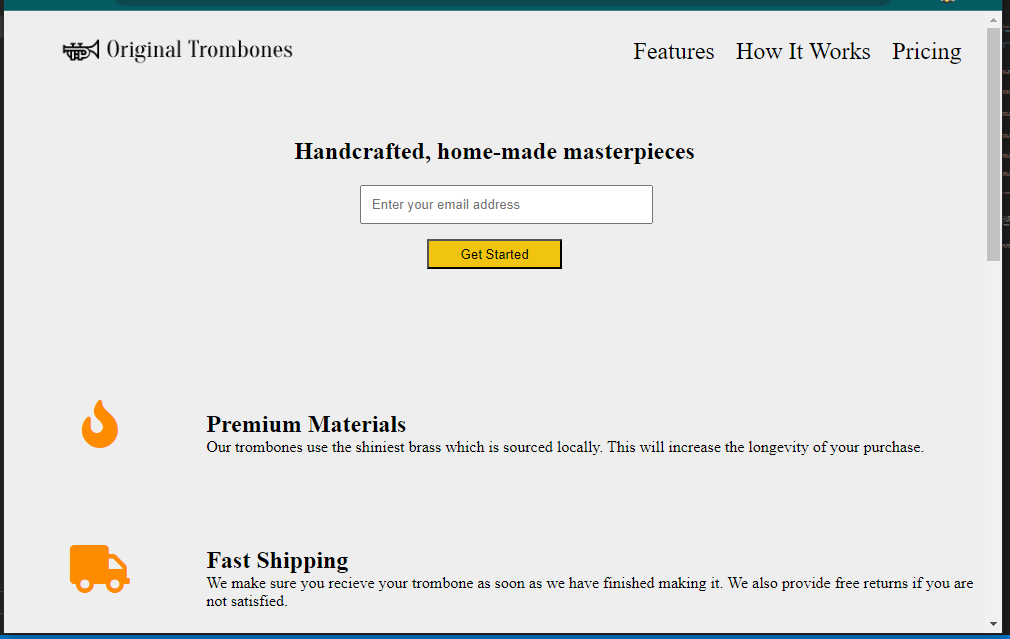 Original Trombones
Features How It Works Pricing
Handcrafted, home-made masterpieces
Enter your email address
Get Started
Premium Materials
Our trombones use the shiniest brass which is sourced locally. This will increase the longevity of your purchase.
Fast Shipping
We make sure you recieve your trombone as soon as we have finished making it. We also provide free returns if you are
not satisfied.